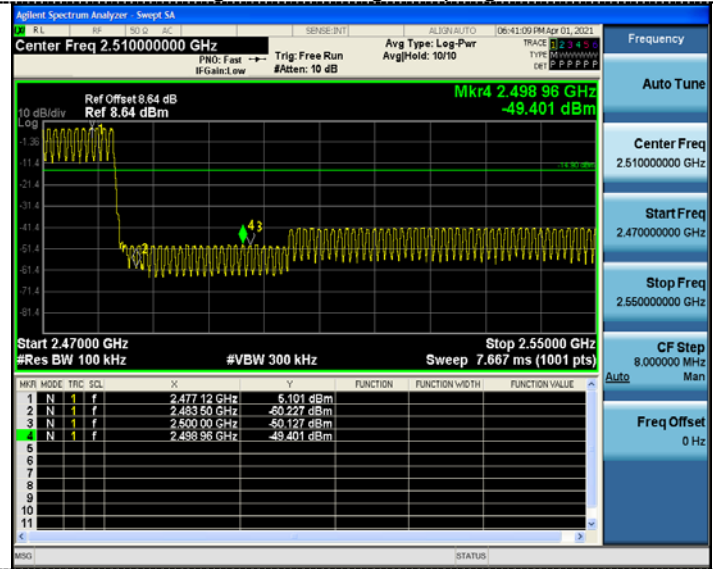 Agilent Spectrum Analyzer - Swept SA
RL RF 50 Ω AC SENSE:INT ALIGN AUTO 06:41:09 PM Apr 01, 2021
Center Freq 2.510000000 GHz
PNO: Fast
IFGain:Low
Trig: Free Run
#Atten: 10 dB
Avg Type: Log-Pwr
Avg|Hold: 10/10
TRACE 1 2 3 4 5 6
TYPE
DET P P P P P P
Frequency
Auto Tune
Center Freq
2.510000000 GHz
Start Freq
2.470000000 GHz
Stop Freq
2.550000000 GHz
CF Step
8.000000 MHz
Auto Man
Freq Offset
0 Hz
Mkr4 2.498 96 GHz
-49.401 dBm
Ref Offset 8.64 dB
10 dB/div Ref 8.64 dBm
Log
1
-1.36
-11.4
-14.90 dBm
-21.4
-31.4
-41.4
4 3
-51.4
2
-61.4
-71.4
-81.4
Start 2.47000 GHz Stop 2.55000 GHz
#Res BW 100 kHz #VBW 300 kHz Sweep 7.667 ms (1001 pts)
MKR MODE TRC SCL X Y FUNCTION FUNCTION WIDTH FUNCTION VALUE
1 N 1 f 2.477 12 GHz 5.101 dBm
2 N 1 f 2.483 50 GHz -60.227 dBm
3 N 1 f 2.500 00 GHz -50.127 dBm
4 N 1 f 2.498 96 GHz -49.401 dBm
5
6
7
8
9
10
11
MSG STATUS